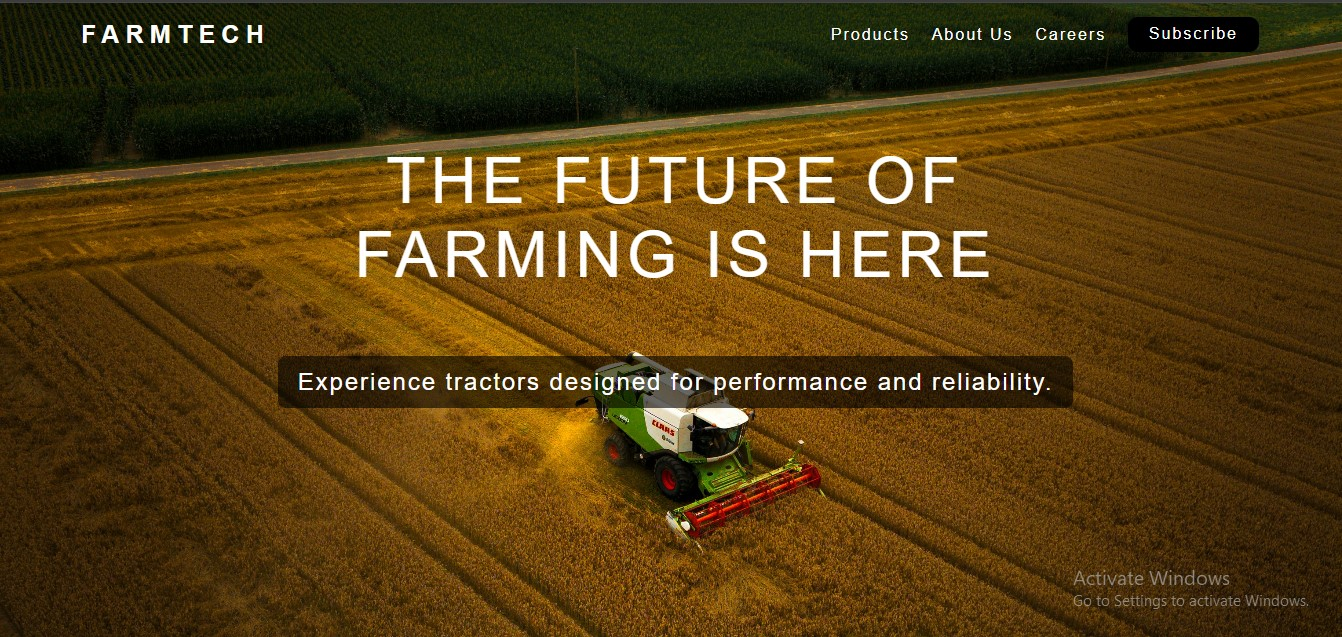 FARMTECH
Products About Us Careers Subscribe
THE FUTURE OF
FARMING IS HERE
Experience tractors designed for performance and reliability.
CLAAS
Activate Windows
Go to Settings to activate Windows.